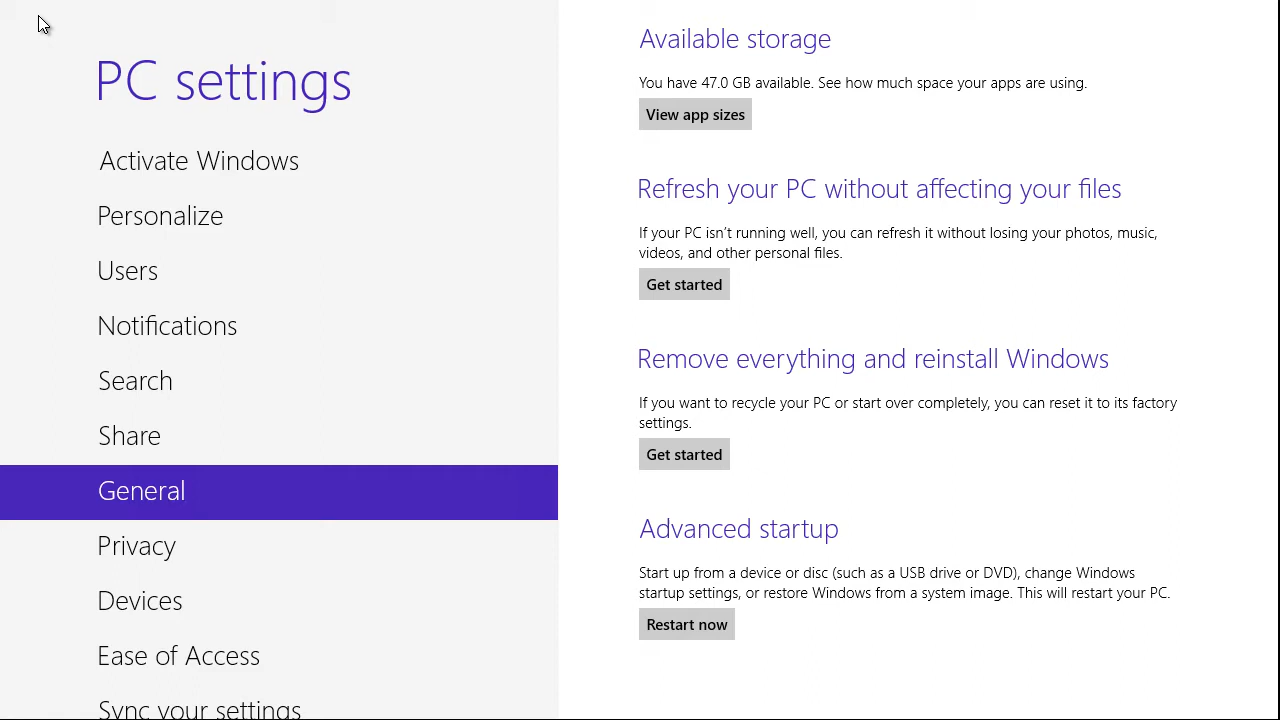 PC settings
Activate Windows
Personalize
Users
Notifications
Search
Share
General
Privacy
Devices
Ease of Access
Sync your settings
Available storage
You have 47.0 GB available. See how much space your apps are using.
View app sizes
Refresh your PC without affecting your files
If your PC isn't running well, you can refresh it without losing your photos, music,
videos, and other personal files.
Get started
Remove everything and reinstall Windows
If you want to recycle your PC or start over completely, you can reset it to its factory
settings.
Get started
Advanced startup
Start up from a device or disc (such as a USB drive or DVD), change Windows
startup settings, or restore Windows from a system image. This will restart your PC.
Restart now